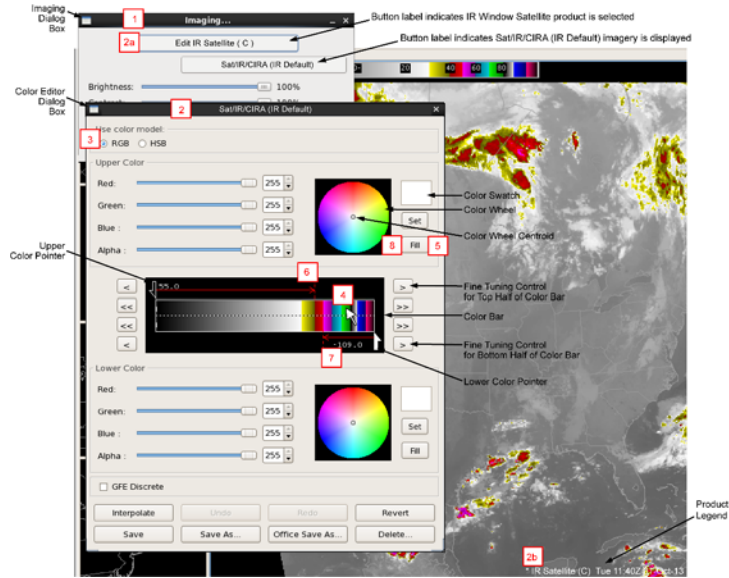 Imaging
Dialog
Box
1
Imaging...
2a
Edit IR Satellite ( C )
Button label indicates IR Window Satellite product is selected
Sat/IR/CIRA (IR Default)
Button label indicates Sat/IR/CIRA (IR Default) imagery is displayed
20 40 60 80
Brightness: 100%
Color Editor
Dialog
Box
2
Sat/IR/CIRA (IR Default)
Use color model:
3
RGB HSB
Upper Color
Red: 255
Green: 255
Blue : 255
Alpha : 255
Set
8 Fill 5
Color Swatch
Color Wheel
Color Wheel Centroid
Upper
Color Pointer
6
< 55.0 >
<< 4 >>
<< >>
< -109.0 >
7
Fine Tuning Control
for Top Half of Color Bar
Color Bar
Fine Tuning Control
for Bottom Half of Color Bar
Lower Color Pointer
Lower Color
Red: 255
Green: 255
Blue : 255
Alpha : 255
Set
Fill
GFE Discrete
Interpolate Undo Redo Revert
Save Save As... Office Save As... Delete...
Product
Legend
2b
* IR Satellite (C) Tue 11:40Z